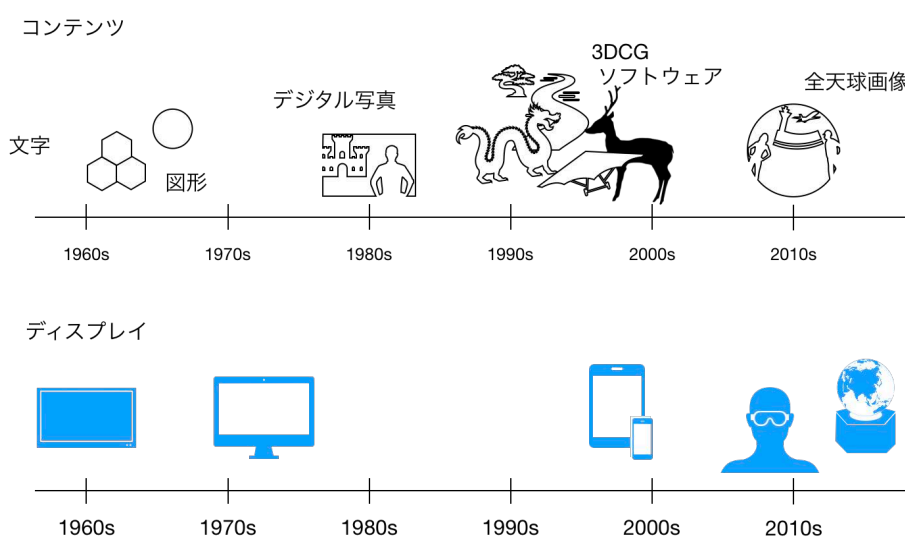 コンテンツ
3DCG
ソフトウェア
全天球画像
デジタル写真
文字
図形
1960s
1970s
1980s
1990s
2000s
2010s
ディスプレイ
1960s
1970s
1980s
1990s
2000s
2010s